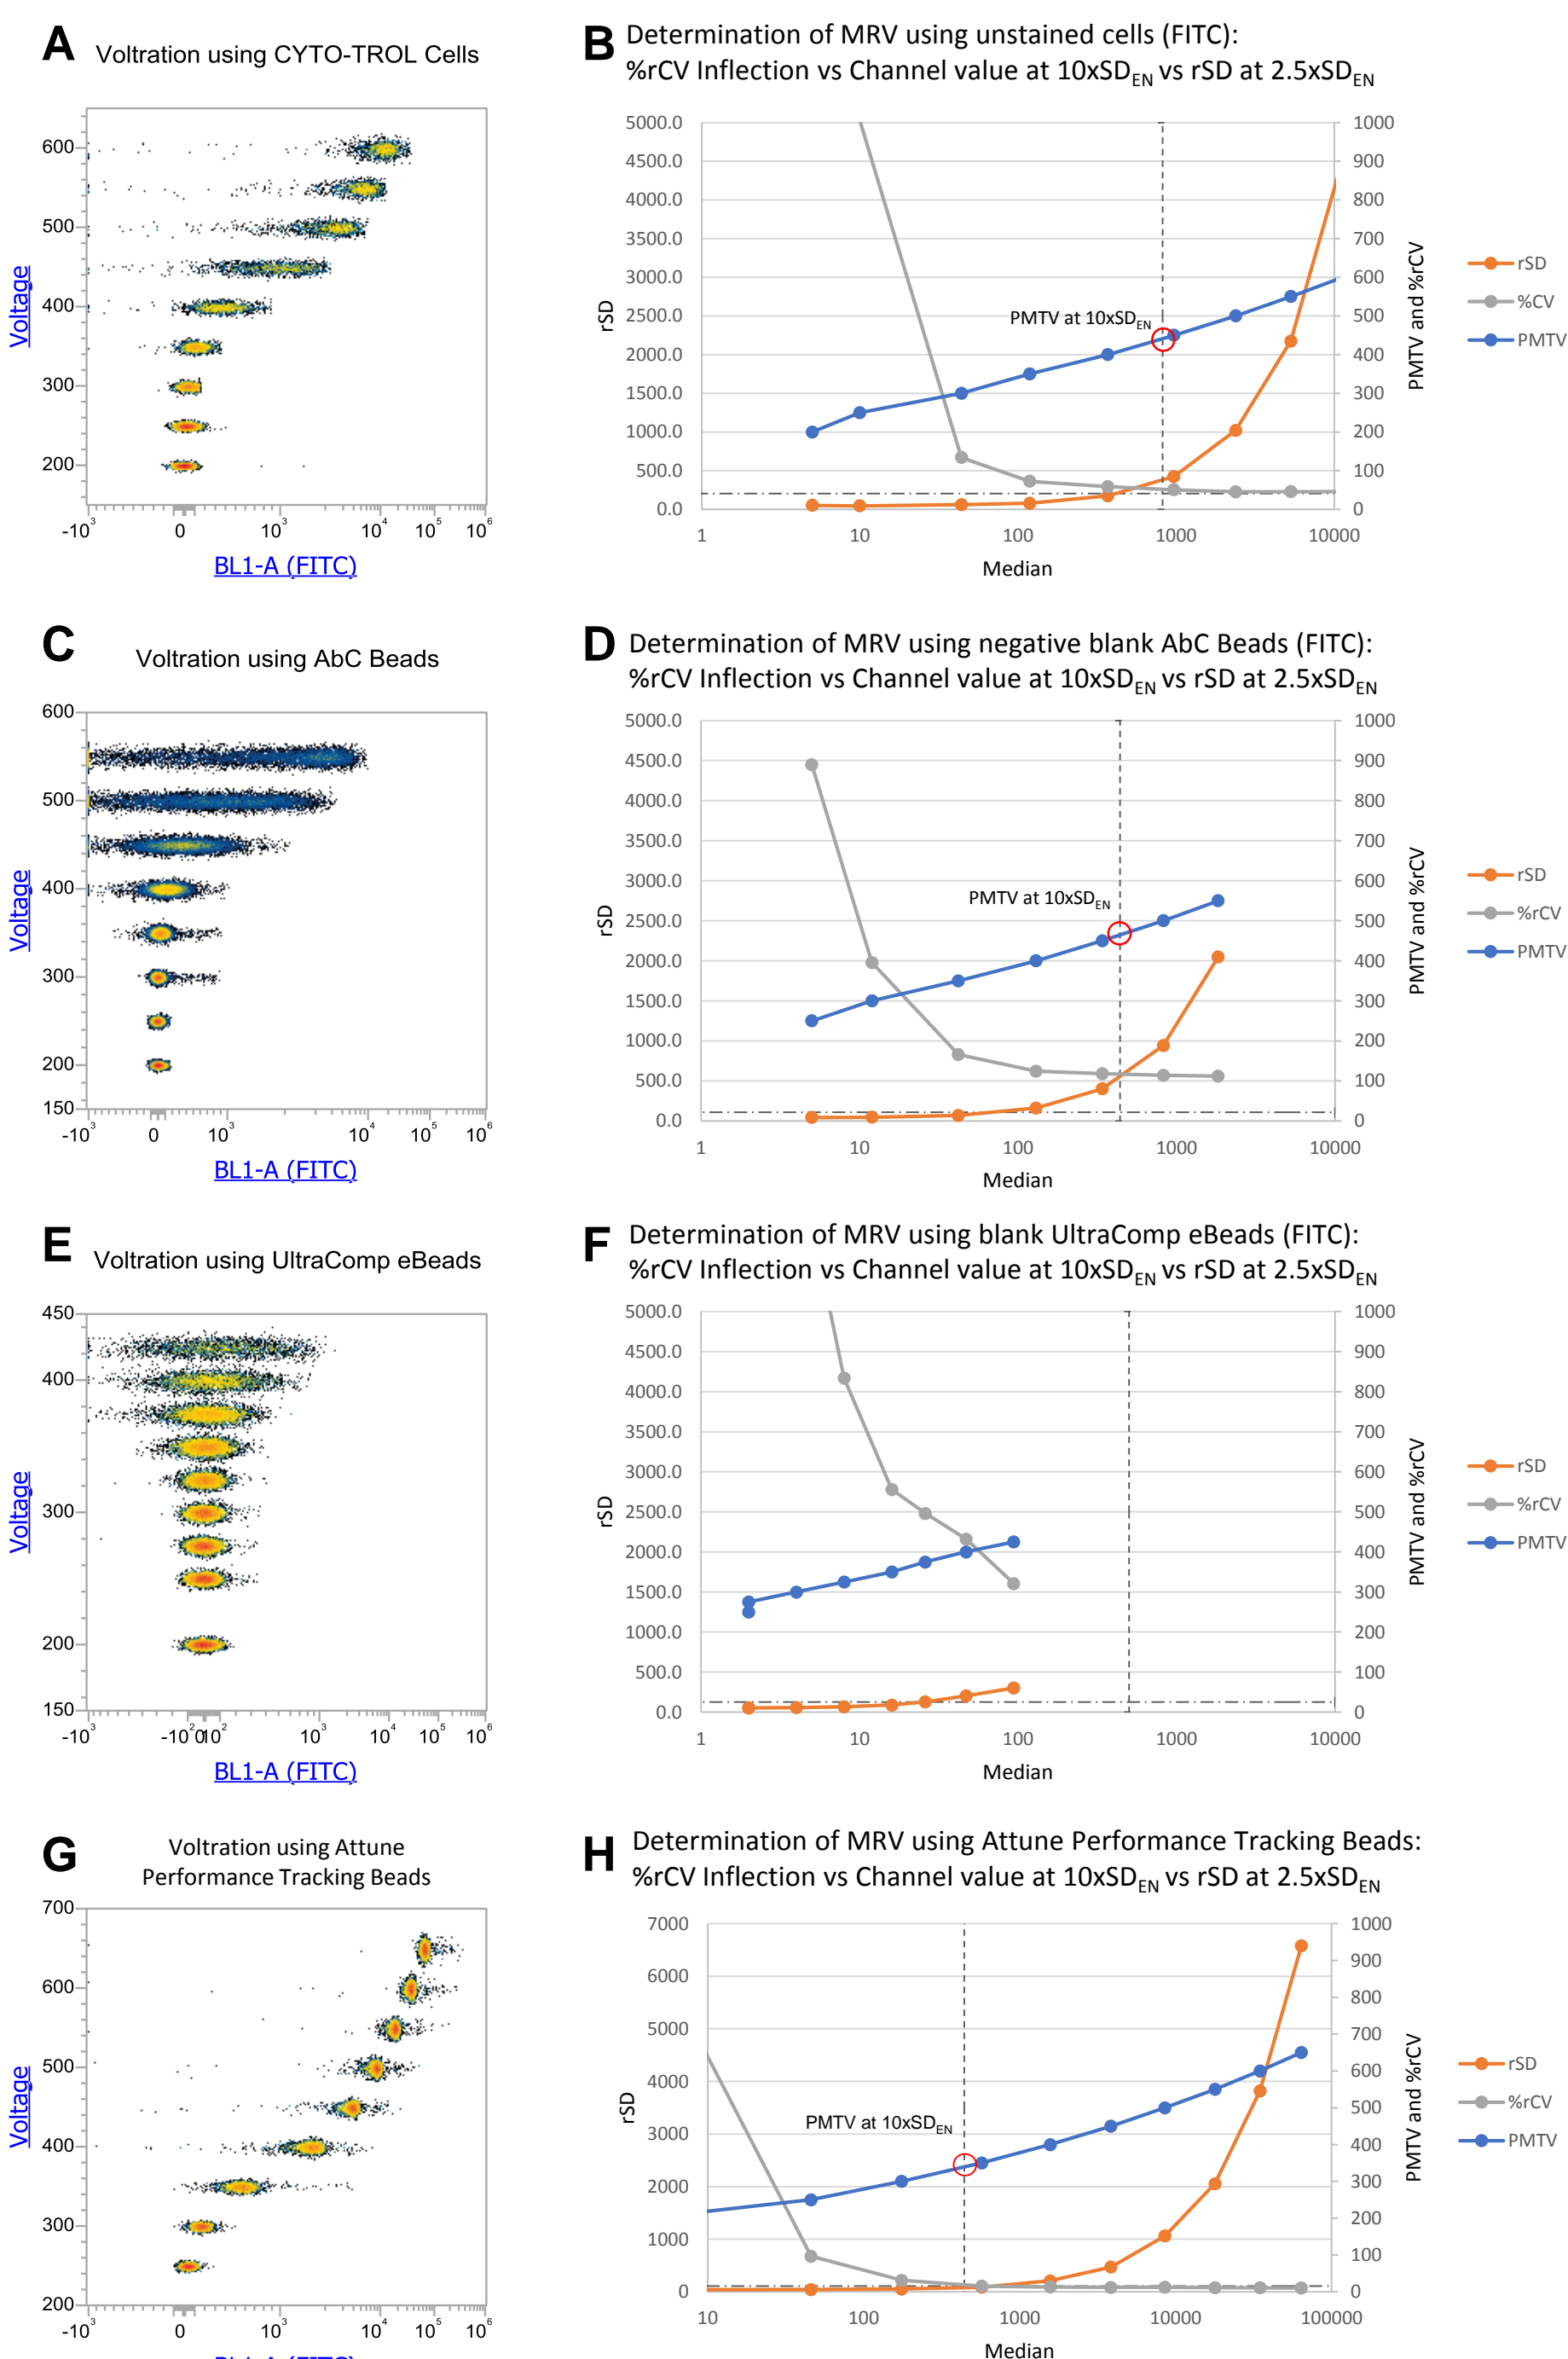 A
Voltration using CYTO-TROL Cells
Voltage
600
500
400
300
200
-10³
0
10³
10⁴
10⁵
10⁶
BL1-A (FITC)
B
Determination of MRV using unstained cells (FITC):
%rCV Inflection vs Channel value at 10xSD_EN vs rSD at 2.5xSD_EN
5000.0
4500.0
4000.0
3500.0
3000.0
2500.0
2000.0
1500.0
1000.0
500.0
0.0
rSD
PMTV at 10xSD_EN
1000
900
800
700
600
500
400
300
200
100
0
PMTV and %rCV
1
10
100
1000
10000
Median
rSD
%CV
PMTV
C
Voltration using AbC Beads
Voltage
600
500
400
300
200
150
-10³
0
10³
10⁴
10⁵
10⁶
BL1-A (FITC)
D
Determination of MRV using negative blank AbC Beads (FITC):
%rCV Inflection vs Channel value at 10xSD_EN vs rSD at 2.5xSD_EN
5000.0
4500.0
4000.0
3500.0
3000.0
2500.0
2000.0
1500.0
1000.0
500.0
0.0
rSD
PMTV at 10xSD_EN
1000
900
800
700
600
500
400
300
200
100
0
PMTV and %rCV
1
10
100
1000
10000
Median
rSD
%rCV
PMTV
E
Voltration using UltraComp eBeads
Voltage
450
400
300
200
150
-10³
-10²
0
10²
10³
10⁴
10⁵
10⁶
BL1-A (FITC)
F
Determination of MRV using blank UltraComp eBeads (FITC):
%rCV Inflection vs Channel value at 10xSD_EN vs rSD at 2.5xSD_EN
5000.0
4500.0
4000.0
3500.0
3000.0
2500.0
2000.0
1500.0
1000.0
500.0
0.0
rSD
1000
900
800
700
600
500
400
300
200
100
0
PMTV and %rCV
1
10
100
1000
10000
Median
rSD
%rCV
PMTV
G
Voltration using Attune
Performance Tracking Beads
Voltage
700
600
500
400
300
200
-10³
0
10³
10⁴
10⁵
10⁶
BL1-A (FITC)
H
Determination of MRV using Attune Performance Tracking Beads:
%rCV Inflection vs Channel value at 10xSD_EN vs rSD at 2.5xSD_EN
7000
6000
5000
4000
3000
2000
1000
0
rSD
PMTV at 10xSD_EN
1000
900
800
700
600
500
400
300
200
100
0
PMTV and %rCV
10
100
1000
10000
100000
Median
rSD
%rCV
PMTV